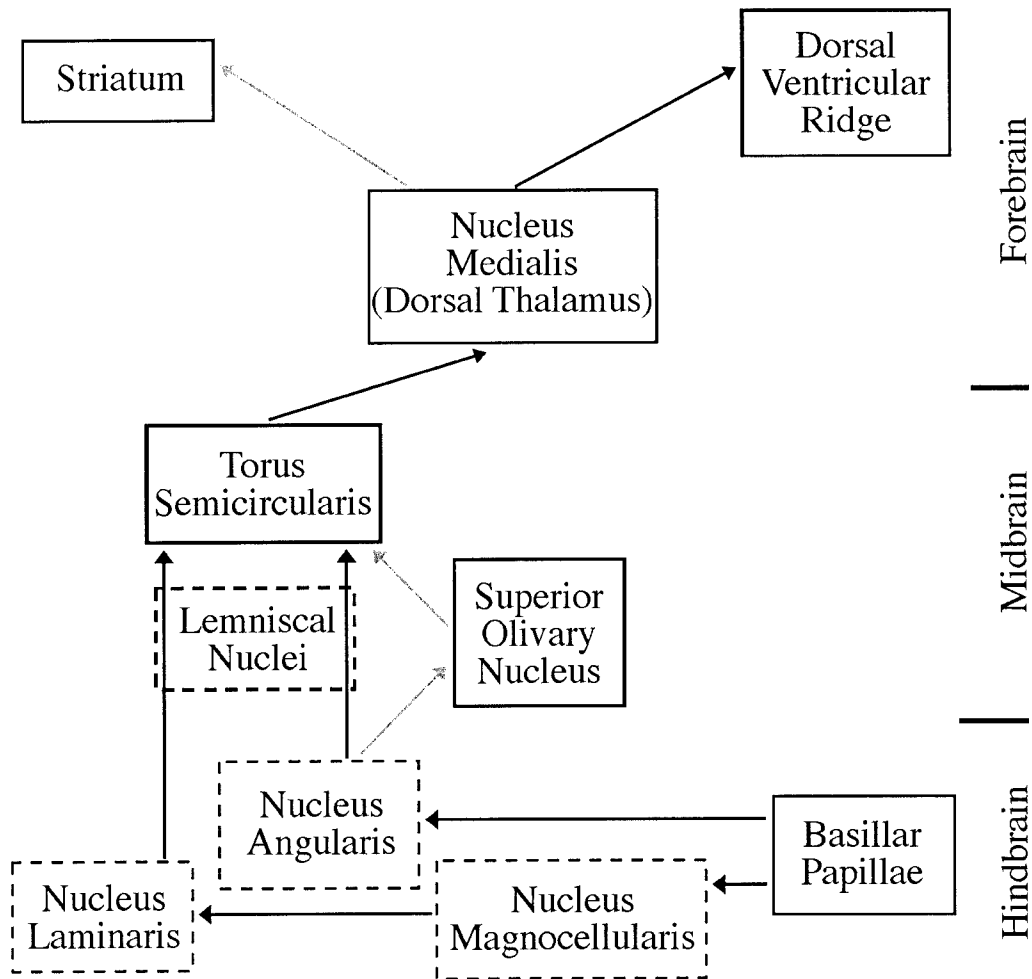 Striatum
Dorsal
Ventricular
Ridge
Forebrain
Nucleus
Medialis
(Dorsal Thalamus)
Torus
Semicircularis
Midbrain
Lemniscal
Nuclei
Superior
Olivary
Nucleus
Nucleus
Angularis
Basillar
Papillae
Hindbrain
Nucleus
Laminaris
Nucleus
Magnocellularis